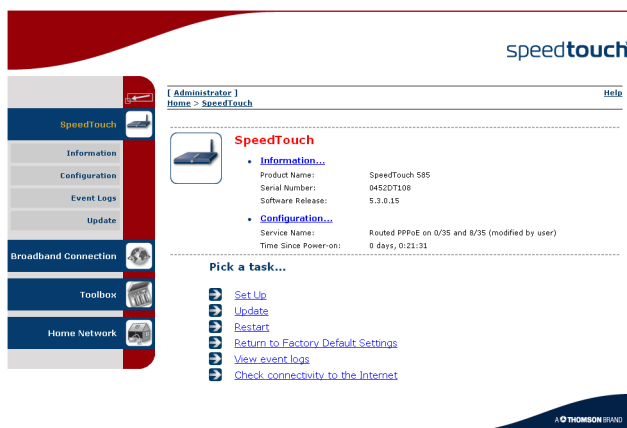 speedtouch
[ Administrator ]
Help
Home > SpeedTouch
SpeedTouch
Information
Configuration
Event Logs
Update
Broadband Connection
Toolbox
Home Network
SpeedTouch
Information...
Product Name: SpeedTouch 585
Serial Number: 0452DT108
Software Release: 5.3.0.15
Configuration...
Service Name: Routed PPPoE on 0/35 and 8/35 (modified by user)
Time Since Power-on: 0 days, 0:21:31
Pick a task...
Set Up
Update
Restart
Return to Factory Default Settings
View event logs
Check connectivity to the Internet
A THOMSON BRAND